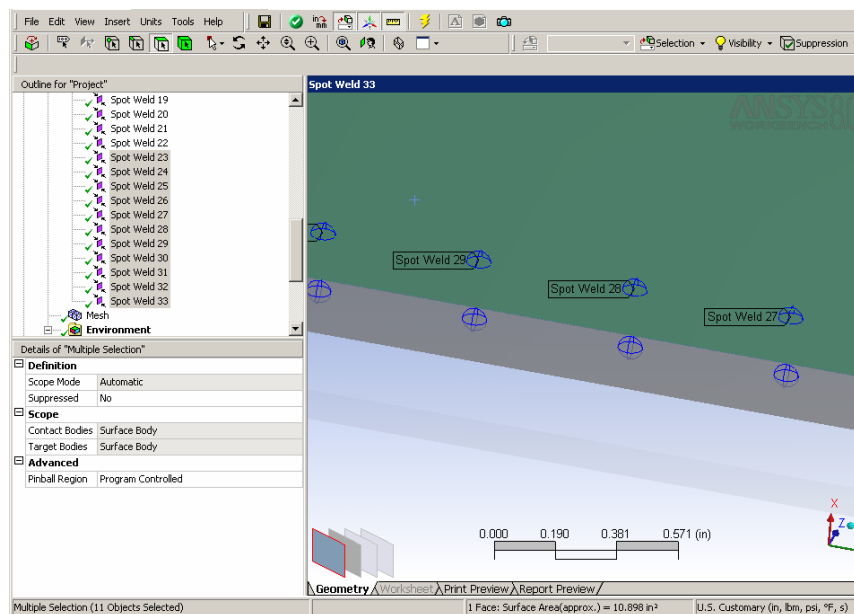 File Edit View Insert Units Tools Help
Selection Visibility Suppression
Outline for "Project"
Spot Weld 19
Spot Weld 20
Spot Weld 21
Spot Weld 22
Spot Weld 23
Spot Weld 24
Spot Weld 25
Spot Weld 26
Spot Weld 27
Spot Weld 28
Spot Weld 29
Spot Weld 30
Spot Weld 31
Spot Weld 32
Spot Weld 33
Mesh
Environment
Details of "Multiple Selection"
Definition
Scope Mode Automatic
Suppressed No
Scope
Contact Bodies Surface Body
Target Bodies Surface Body
Advanced
Pinball Region Program Controlled
Spot Weld 33
ANSYS 8.0
WORKBENCH
Spot Weld 29
Spot Weld 28
Spot Weld 27
X
Z
0.000 0.190 0.381 0.571 (in)
Geometry Worksheet Print Preview Report Preview
Multiple Selection (11 Objects Selected) 1 Face: Surface Area(approx.) = 10.898 in² U.S. Customary (in, lbm, psi, °F, s)